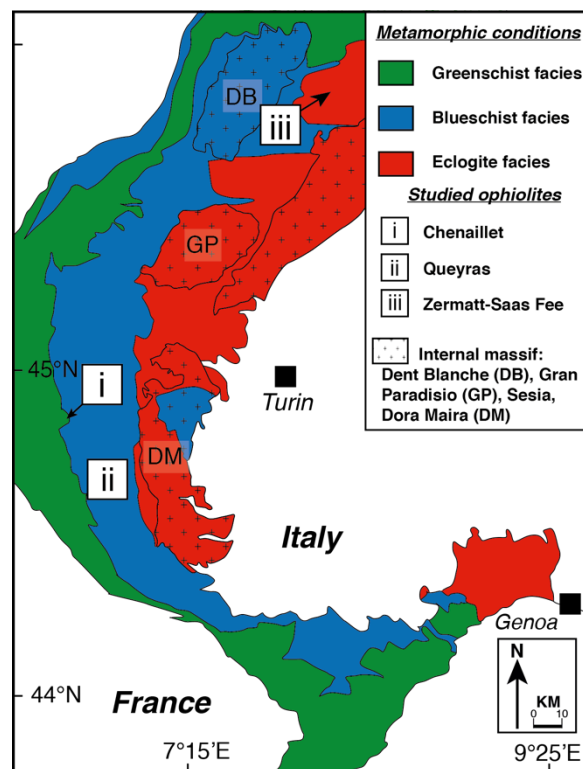 Metamorphic conditions
Greenschist facies
Blueschist facies
Eclogite facies
Studied ophiolites
i Chenaillet
ii Queyras
iii Zermatt-Saas Fee
Internal massif:
Dent Blanche (DB), Gran
Paradisio (GP), Sesia,
Dora Maira (DM)
DB
iii
GP
45°N
i
Turin
ii
DM
Italy
Genoa
N
KM
0 10
44°N
France
7°15'E
9°25'E